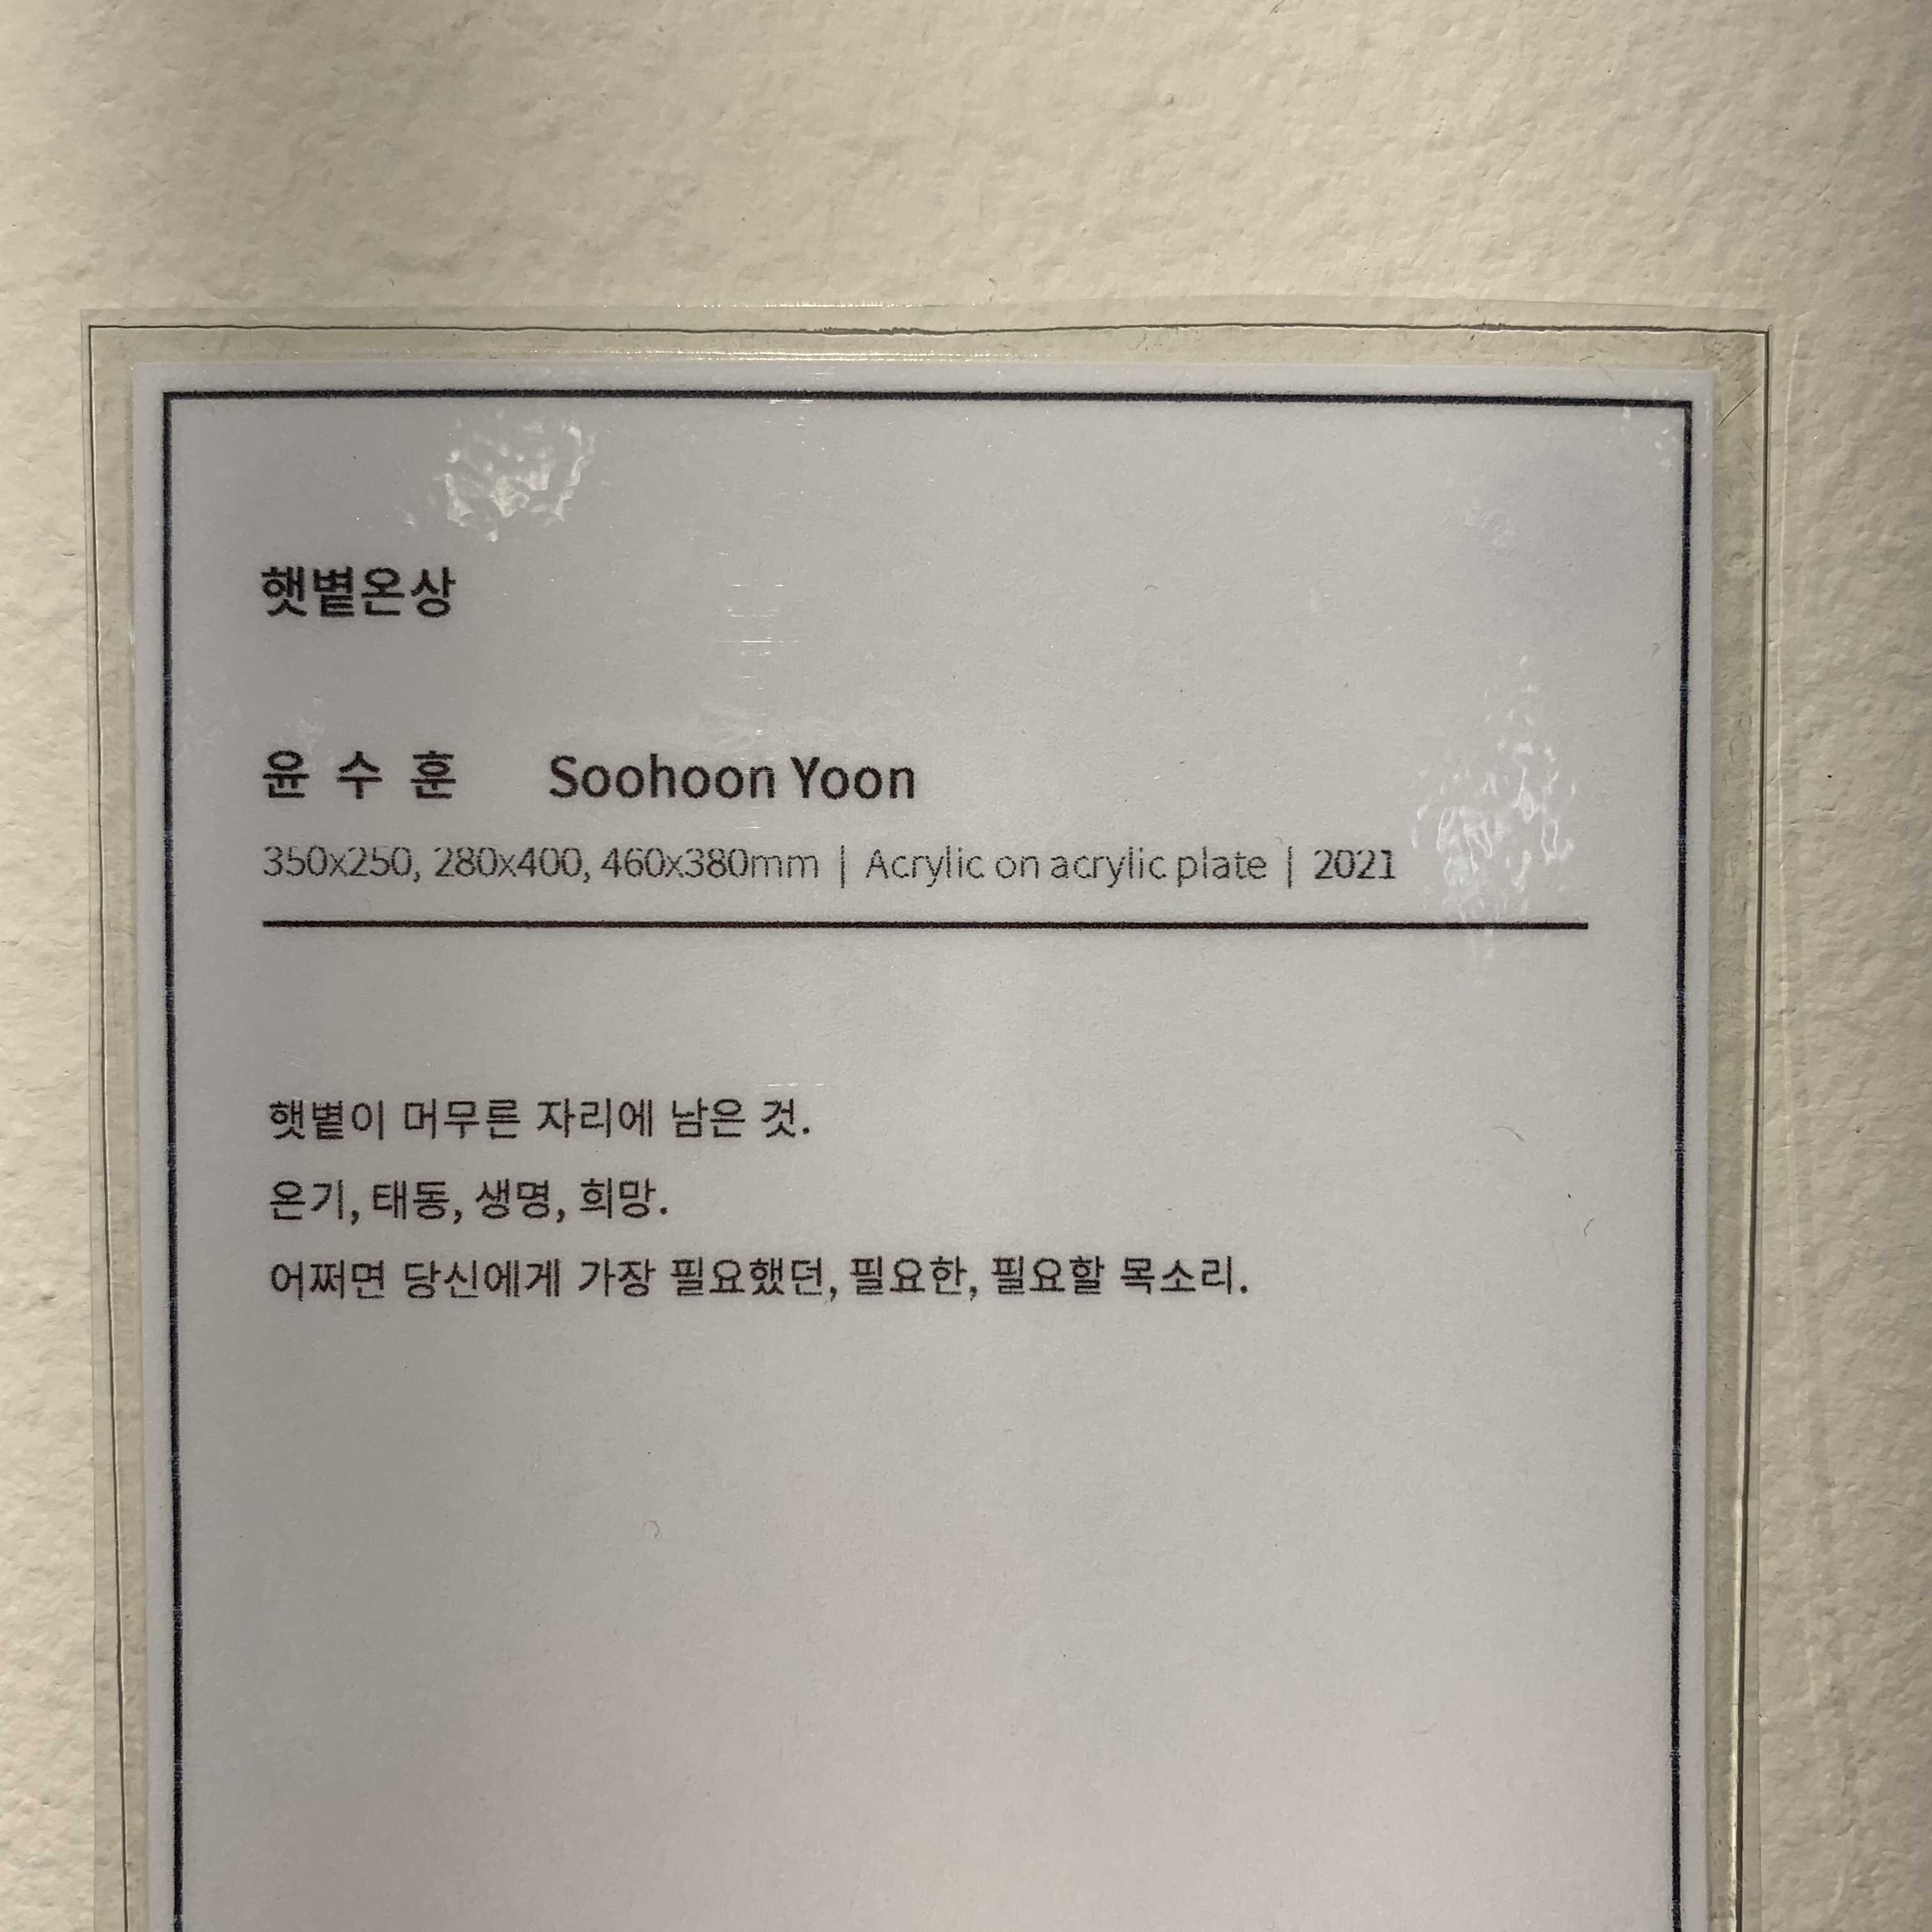 햇볕온상
윤 수 훈 Soohoon Yoon
350x250, 280x400, 460x380mm | Acrylic on acrylic plate | 2021
햇볕이 머무른 자리에 남은 것.
온기, 태동, 생명, 희망.
어쩌면 당신에게 가장 필요했던, 필요한, 필요할 목소리.